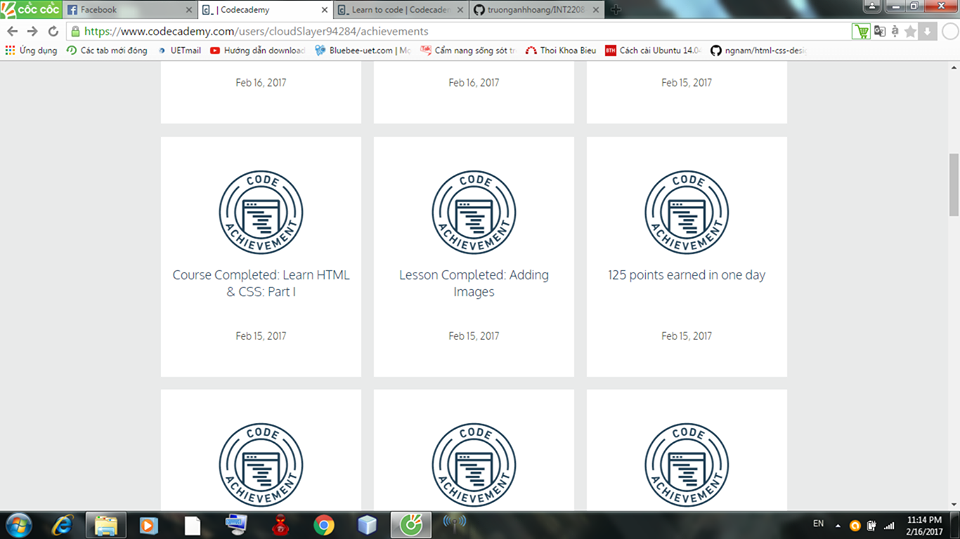 CỐC CỐC
Facebook
| Codecademy
Learn to code | Codecadem
truonganhhoang/INT2208
https://www.codecademy.com/users/cloudSlayer94284/achievements
Ứng dụng
Các tab mới đóng
UETmail
Hướng dẫn download
Bluebee-uet.com | Mạ
Cẩm nang sống sót tr
Thoi Khoa Bieu
BTH
Cách cài Ubuntu 14.0
ngnam/html-css-desi
Feb 16, 2017
Feb 16, 2017
Feb 15, 2017
CODE
ACHIEVEMENT
CODE
ACHIEVEMENT
CODE
ACHIEVEMENT
Course Completed: Learn HTML
& CSS: Part I
Lesson Completed: Adding
Images
125 points earned in one day
Feb 15, 2017
Feb 15, 2017
Feb 15, 2017
CODE
ACHIEVEMENT
CODE
ACHIEVEMENT
CODE
ACHIEVEMENT
EN
11:14 PM
2/16/2017